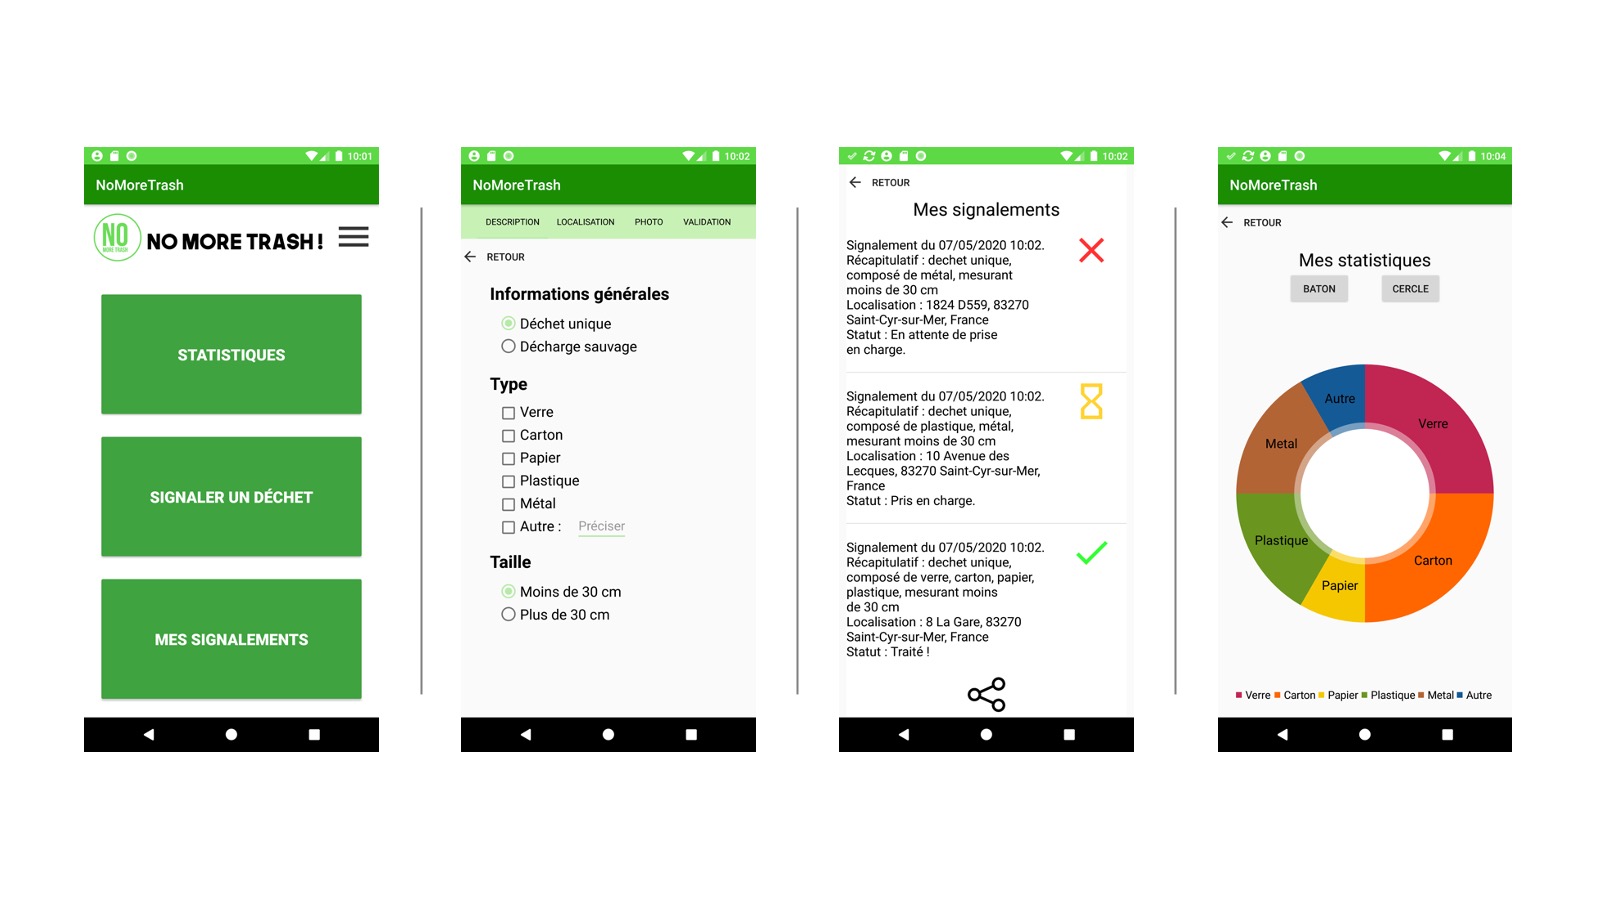 10:01
NoMoreTrash
NO
MORE TRASH
NO MORE TRASH !
STATISTIQUES
SIGNALER UN DÉCHET
MES SIGNALEMENTS
10:02
NoMoreTrash
DESCRIPTION LOCALISATION PHOTO VALIDATION
RETOUR
Informations générales
Déchet unique
Décharge sauvage
Type
Verre
Carton
Papier
Plastique
Métal
Autre : Préciser
Taille
Moins de 30 cm
Plus de 30 cm
10:02
RETOUR
Mes signalements
Signalement du 07/05/2020 10:02.
Récapitulatif : dechet unique,
composé de métal, mesurant
moins de 30 cm
Localisation : 1824 D559, 83270
Saint-Cyr-sur-Mer, France
Statut : En attente de prise
en charge.
Signalement du 07/05/2020 10:02.
Récapitulatif : dechet unique,
composé de plastique, métal,
mesurant moins de 30 cm
Localisation : 10 Avenue des
Lecques, 83270 Saint-Cyr-sur-Mer,
France
Statut : Pris en charge.
Signalement du 07/05/2020 10:02.
Récapitulatif : dechet unique,
composé de verre, carton, papier,
plastique, mesurant moins
de 30 cm
Localisation : 8 La Gare, 83270
Saint-Cyr-sur-Mer, France
Statut : Traité !
10:04
NoMoreTrash
RETOUR
Mes statistiques
BATON CERCLE
Autre
Verre
Metal
Plastique
Carton
Papier
Verre Carton Papier Plastique Metal Autre